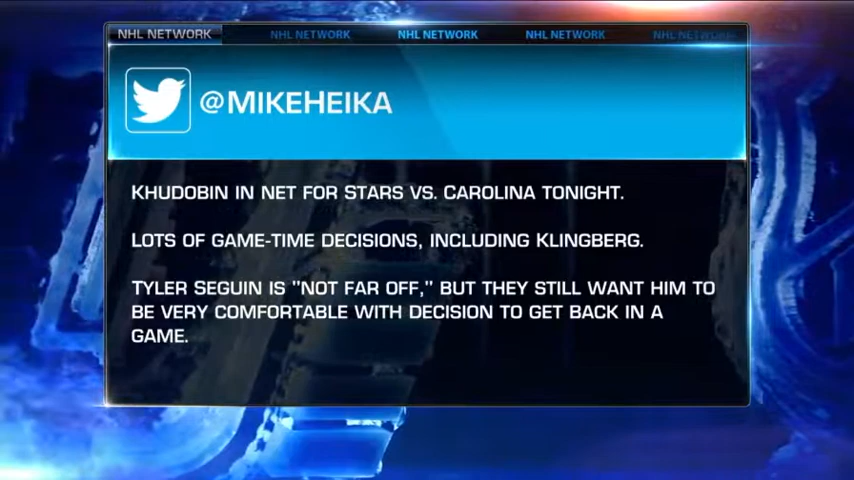 NHL NETWORK NHL NETWORK NHL NETWORK NHL NETWORK NHL NETWORK
@MIKEHEIKA
KHUDOBIN IN NET FOR STARS VS. CAROLINA TONIGHT.
LOTS OF GAME-TIME DECISIONS, INCLUDING KLINGBERG.
TYLER SEGUIN IS "NOT FAR OFF," BUT THEY STILL WANT HIM TO
BE VERY COMFORTABLE WITH DECISION TO GET BACK IN A
GAME.